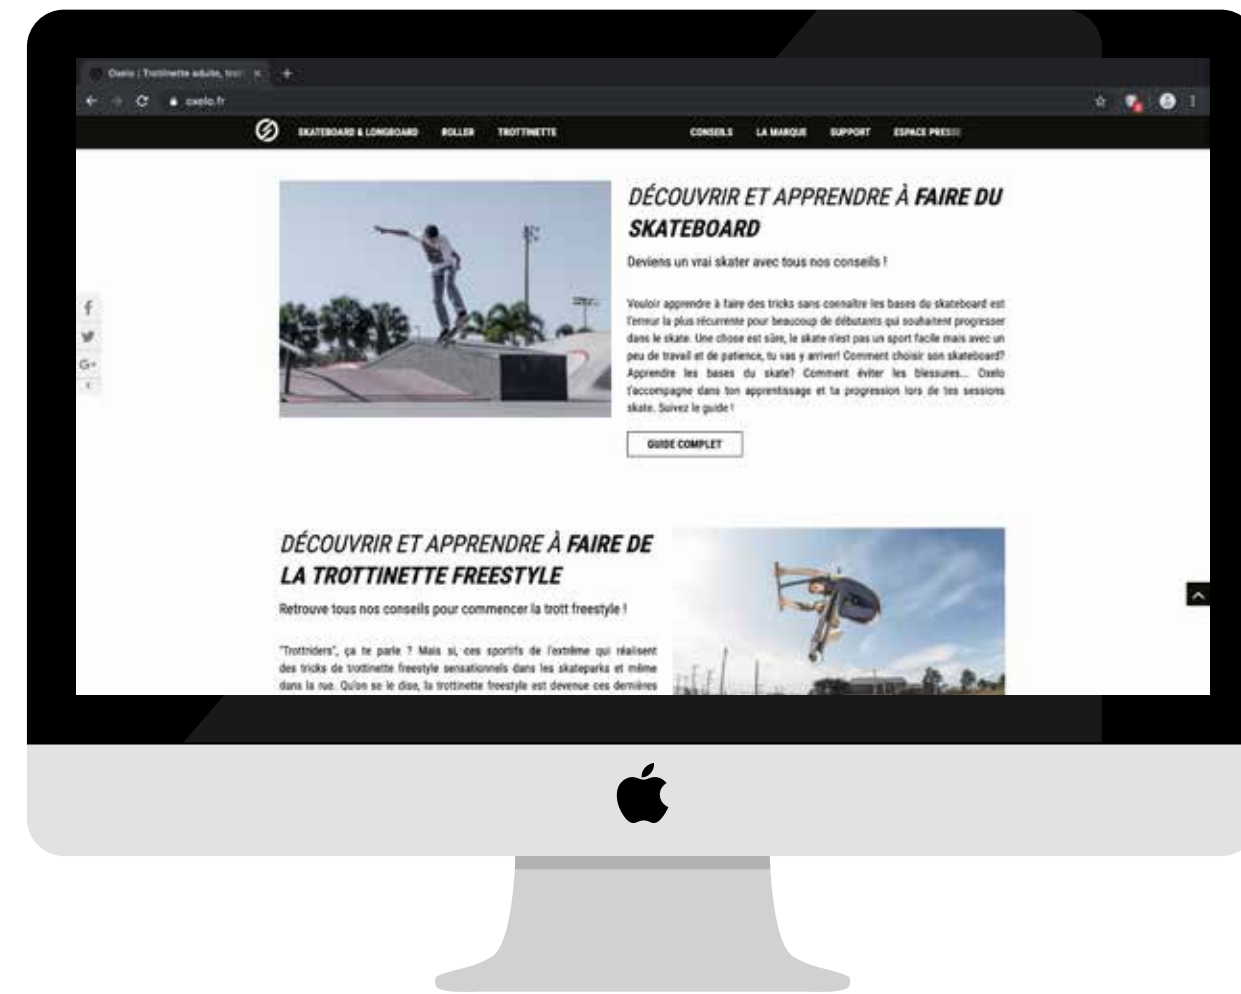 Oxelo | Trottinette adulte, trott
oxelo.fr
SKATEBOARD & LONGBOARD ROLLER TROTTINETTE CONSEILS LA MARQUE SUPPORT ESPACE PRESSE
DÉCOUVRIR ET APPRENDRE À FAIRE DU
SKATEBOARD
Deviens un vrai skater avec tous nos conseils !
Vouloir apprendre à faire des tricks sans connaître les bases du skateboard est
l'erreur la plus récurrente pour beaucoup de débutants qui souhaitent progresser
dans le skate. Une chose est sûre, le skate n'est pas un sport facile mais avec un
peu de travail et de patience, tu vas y arriver! Comment choisir son skateboard?
Apprendre les bases du skate? Comment éviter les blessures... Oxelo
t'accompagne dans ton apprentissage et ta progression lors de tes sessions
skate. Suivez le guide !
GUIDE COMPLET
DÉCOUVRIR ET APPRENDRE À FAIRE DE
LA TROTTINETTE FREESTYLE
Retrouve tous nos conseils pour commencer la trott freestyle !
"Trottriders", ça te parle ? Mais si, ces sportifs de l'extrême qui réalisent
des tricks de trottinette freestyle sensationnels dans les skateparks et même
dans la rue. Qu'on se le dise, la trottinette freestyle est devenue ces dernières